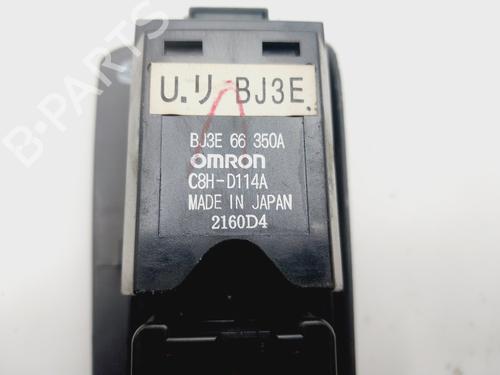 U.リ BJ3E.
BJ3E 66 350A
OMRON
C8H-D114A
MADE IN JAPAN
2160D4
B-PARTS